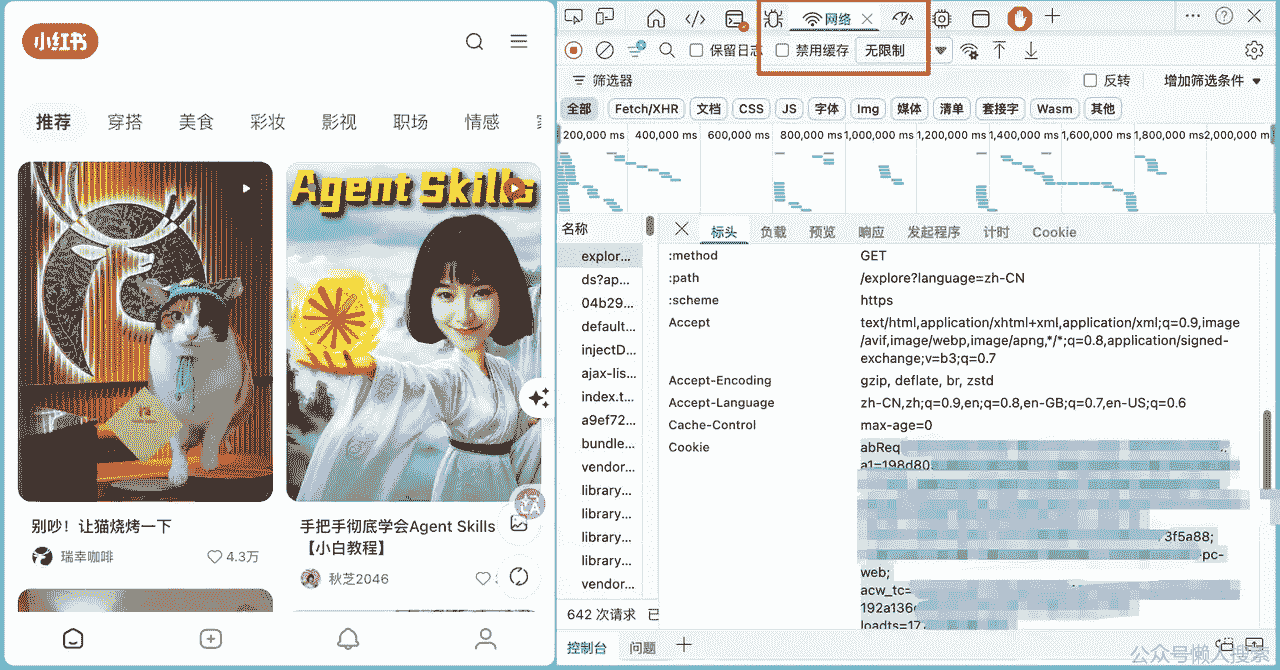 小红书
推荐 穿搭 美食 彩妆 影视 职场 情感
Agent Skills
别吵！让猫烧烤一下
瑞幸咖啡 4.3万
手把手彻底学会Agent Skills
【小白教程】
秋芝2046
网络
保留日志 禁用缓存 无限制
筛选器 反转 增加筛选条件
全部 Fetch/XHR 文档 CSS JS 字体 Img 媒体 清单 套接字 Wasm 其他
200,000 ms 400,000 ms 600,000 ms 800,000 ms 1,000,000 ms 1,200,000 ms 1,400,000 ms 1,600,000 ms 1,800,000 ms 2,000,000 m
名称 标头 负载 预览 响应 发起程序 计时 Cookie
explor...
ds?ap...
04b29...
default...
injectD...
ajax-lis...
index.t...
a9ef72...
bundle...
vendor...
library...
library...
library...
library...
vendor...
:method GET
:path /explore?language=zh-CN
:scheme https
Accept text/html,application/xhtml+xml,application/xml;q=0.9,image
/avif,image/webp,image/apng,*/*;q=0.8,application/signed-
exchange;v=b3;q=0.7
Accept-Encoding gzip, deflate, br, zstd
Accept-Language zh-CN,zh;q=0.9,en;q=0.8,en-GB;q=0.7,en-US;q=0.6
Cache-Control max-age=0
Cookie abReq
a1=198d80
3f5a88;
-pc-
web;
acw_tc=
192a136
loadts=17
642 次请求
控制台 问题
公众号懒人搜索